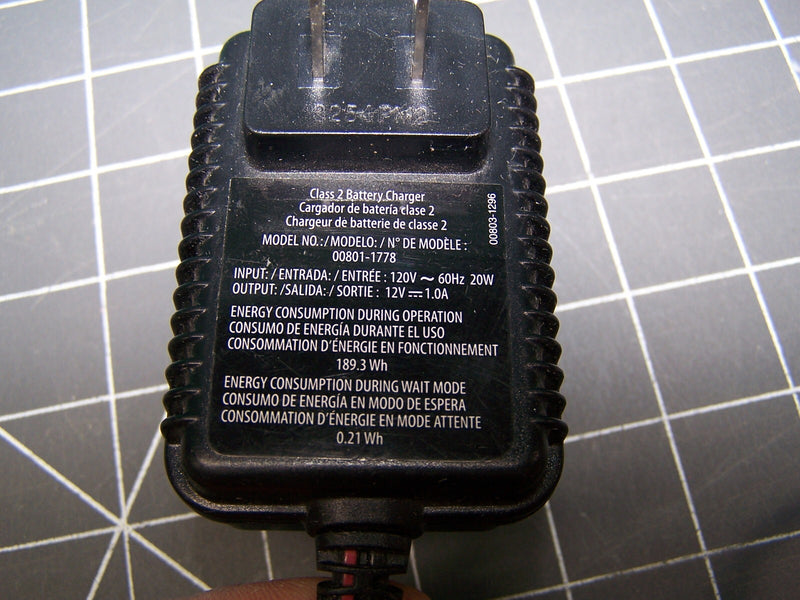 Class 2 Battery Charger
Cargador de batería clase 2
Chargeur de batterie de classe 2
00803-1296
MODEL NO.:/MODELO: / N° DE MODÈLE :
00801-1778
INPUT: / ENTRADA: / ENTRÉE : 120V ~ 60Hz 20W
OUTPUT: /SALIDA: / SORTIE : 12V ⎓ 1.0A
ENERGY CONSUMPTION DURING OPERATION
CONSUMO DE ENERGÍA DURANTE EL USO
CONSOMMATION D'ÉNERGIE EN FONCTIONNEMENT
189.3 Wh
ENERGY CONSUMPTION DURING WAIT MODE
CONSUMO DE ENERGÍA EN MODO DE ESPERA
CONSOMMATION D'ÉNERGIE EN MODE ATTENTE
0.21 Wh